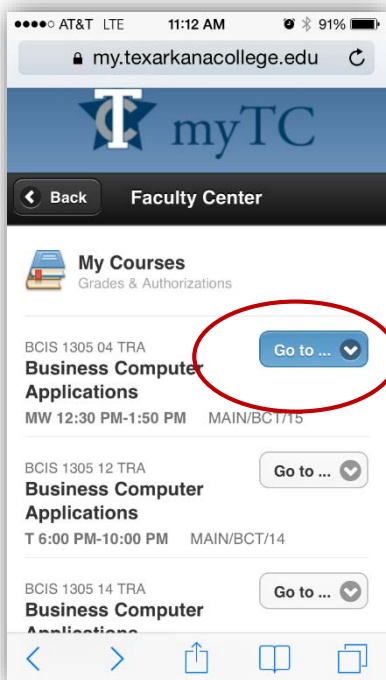 AT&T LTE 11:12 AM 91%
my.texarkanacollege.edu
TC myTC
Back Faculty Center
My Courses
Grades & Authorizations
BCIS 1305 04 TRA
Go to ...
Business Computer
Applications
MW 12:30 PM-1:50 PM MAIN/BCT/15
BCIS 1305 12 TRA
Go to ...
Business Computer
Applications
T 6:00 PM-10:00 PM MAIN/BCT/14
BCIS 1305 14 TRA
Go to ...
Business Computer
Applications